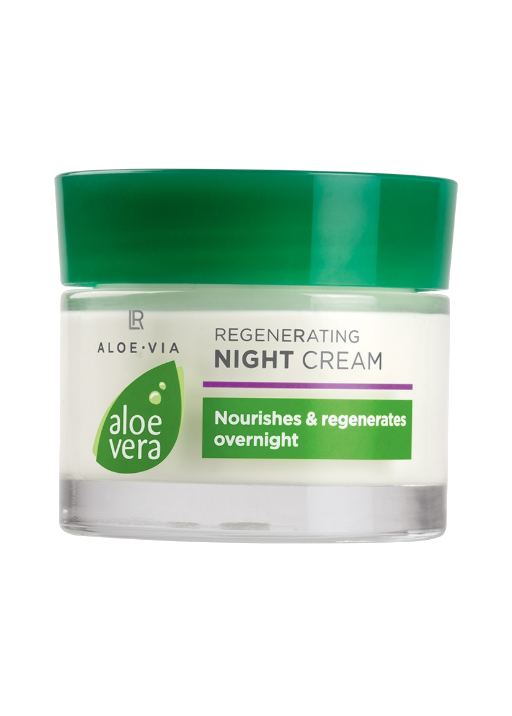 LR
ALOE·VIA
aloe
vera
REGENERATING
NIGHT CREAM
Nourishes & regenerates
overnight